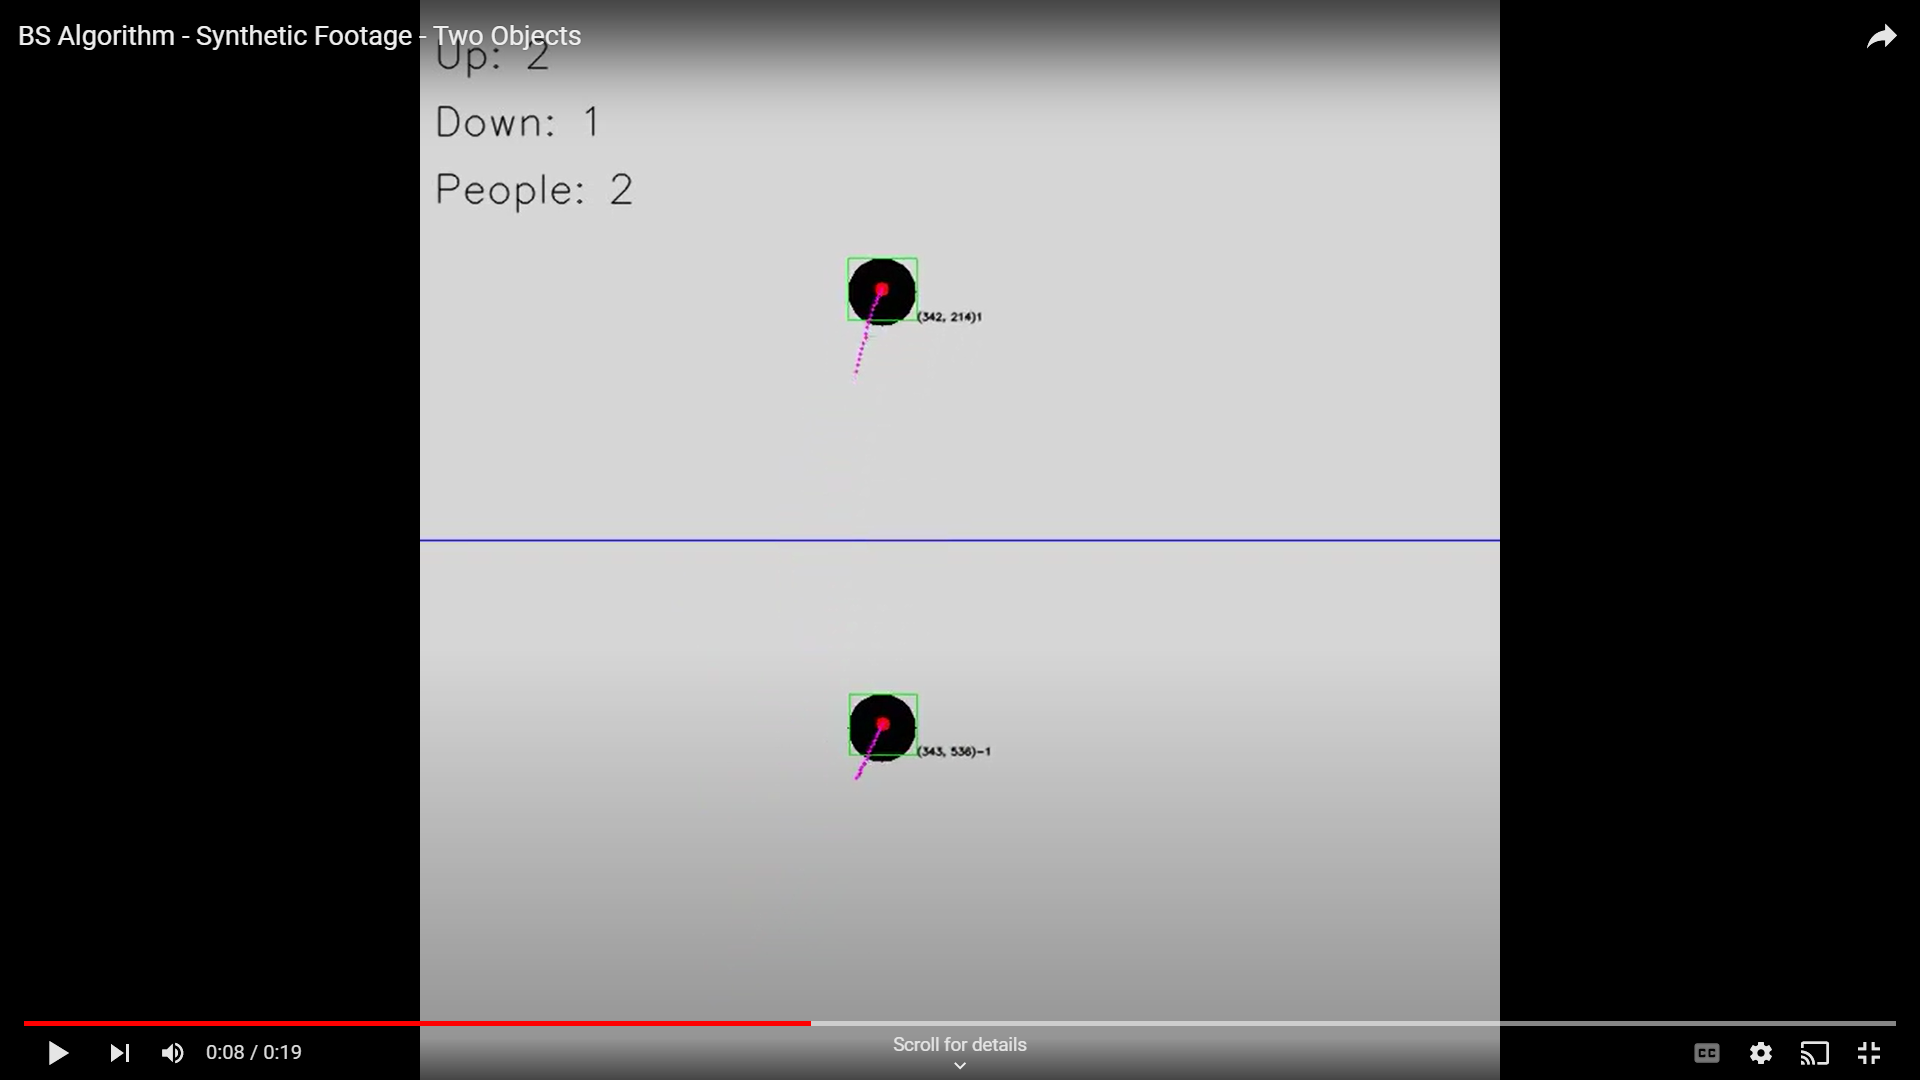 BS Algorithm - Synthetic Footage - Two Objects
Up: 2
Down: 1
People: 2
(342, 214)1
(343, 536)-1
0:08 / 0:19
Scroll for details
CC